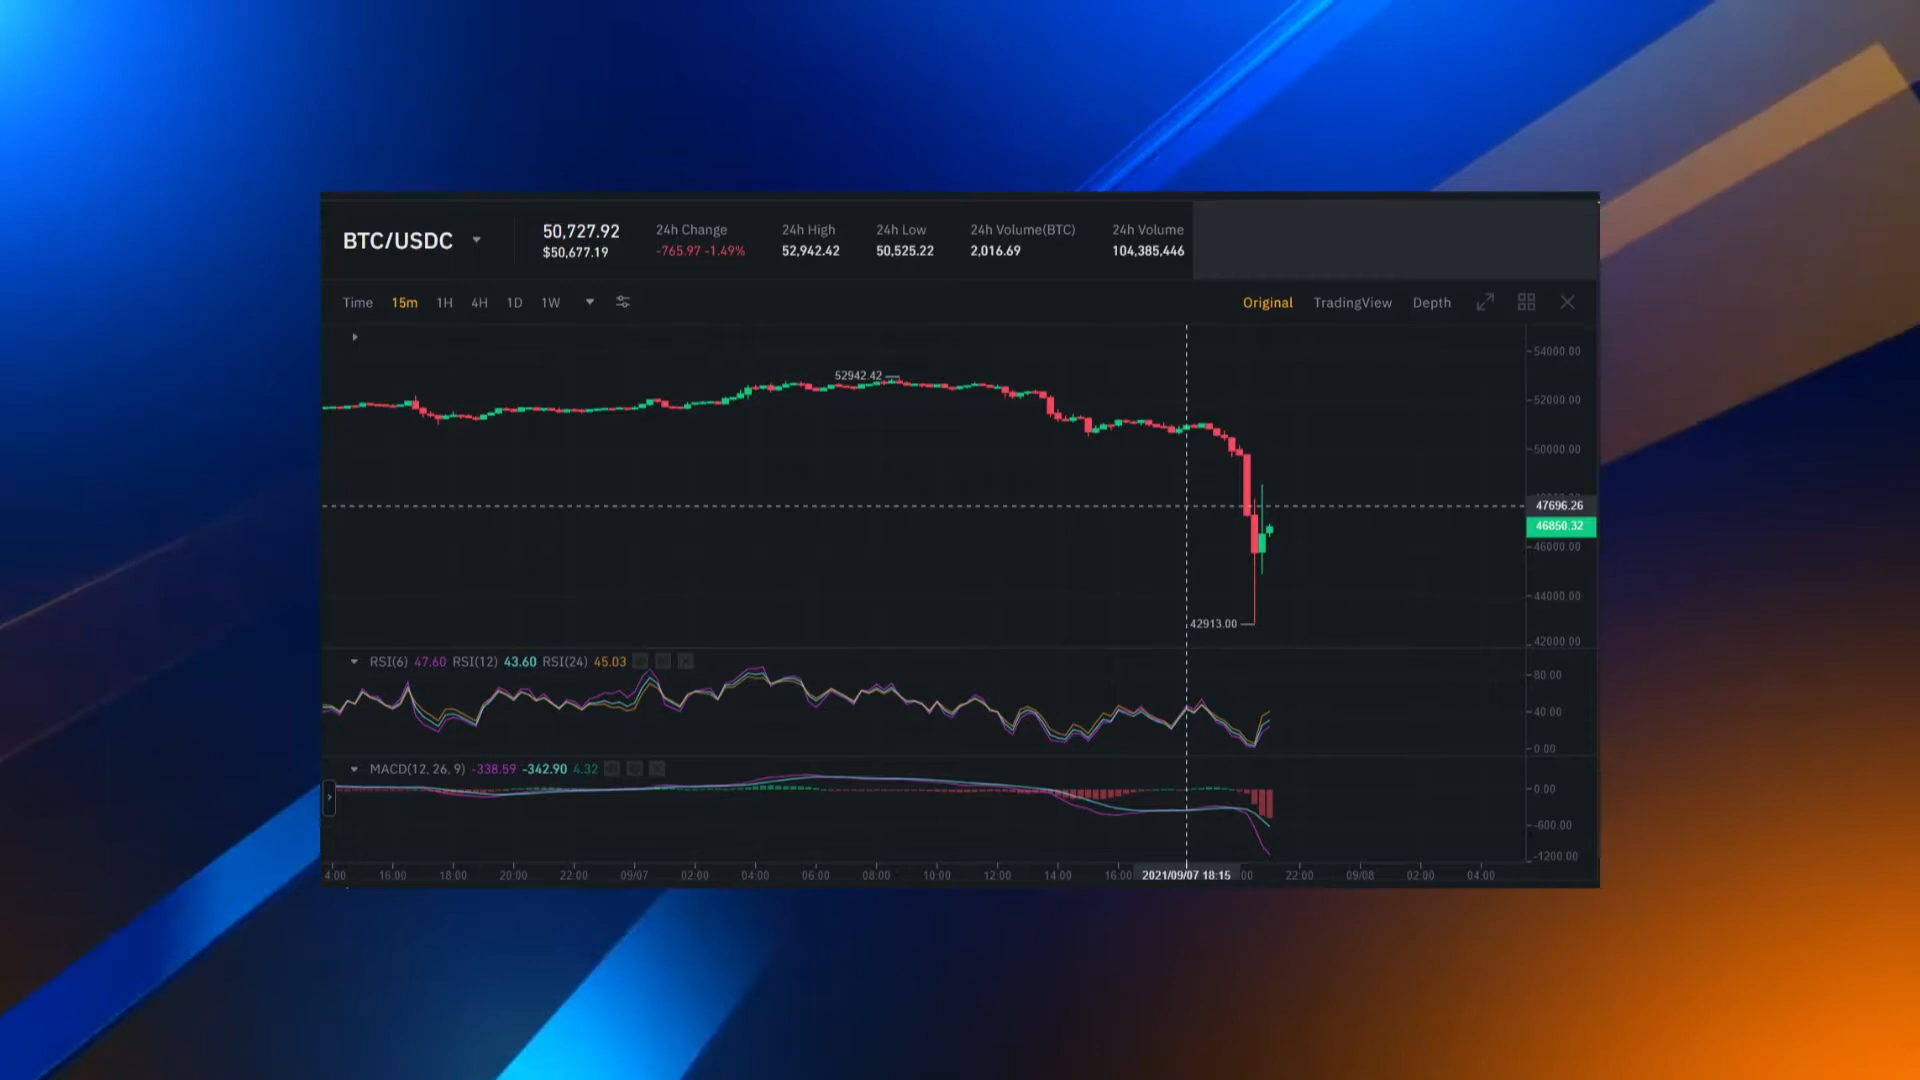 BTC/USDC
50,727.92
$50,677.19
24h Change
-765.97 -1.49%
24h High
52,942.42
24h Low
50,525.22
24h Volume(BTC)
2,016.69
24h Volume
104,385,446
Time 15m 1H 4H 1D 1W
Original TradingView Depth
54000.00
52942.42
52000.00
50000.00
47696.26
46850.32
46000.00
44000.00
42913.00
42000.00
RSI(6) 47.60 RSI(12) 43.60 RSI(24) 45.03
80.00
40.00
0.00
MACD(12, 26, 9) -338.59 -342.90 4.32
0.00
-600.00
-1200.00
4:00 16:00 18:00 20:00 22:00 09/07 02:00 04:00 06:00 08:00 10:00 12:00 14:00 16:00 2021/09/07 18:15 00 22:00 09/08 02:00 04:00